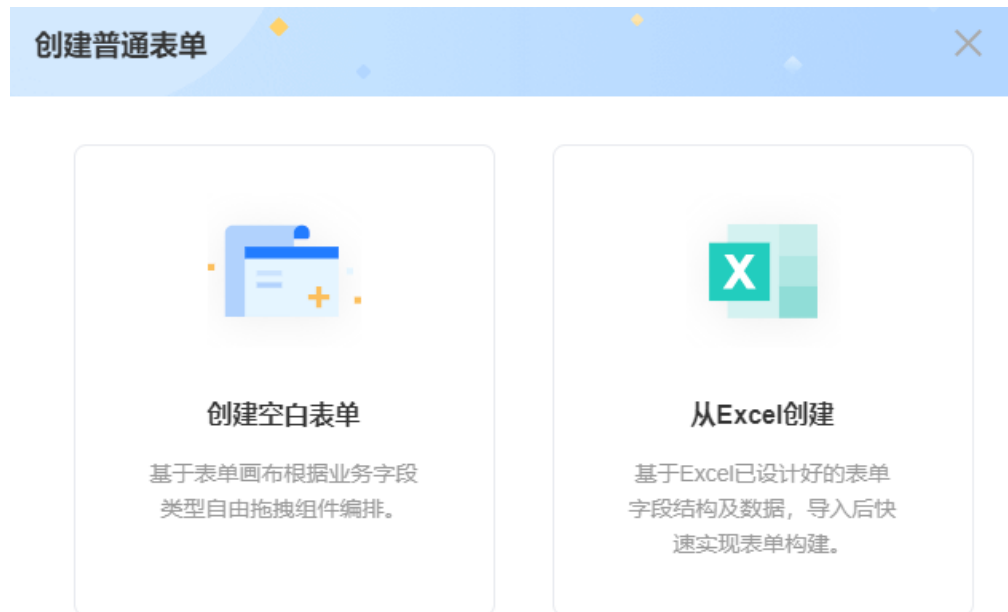 创建普通表单
创建空白表单
基于表单画布根据业务字段
类型自由拖拽组件编排。
X
从Excel创建
基于Excel已设计好的表单
字段结构及数据，导入后快
速实现表单构建。